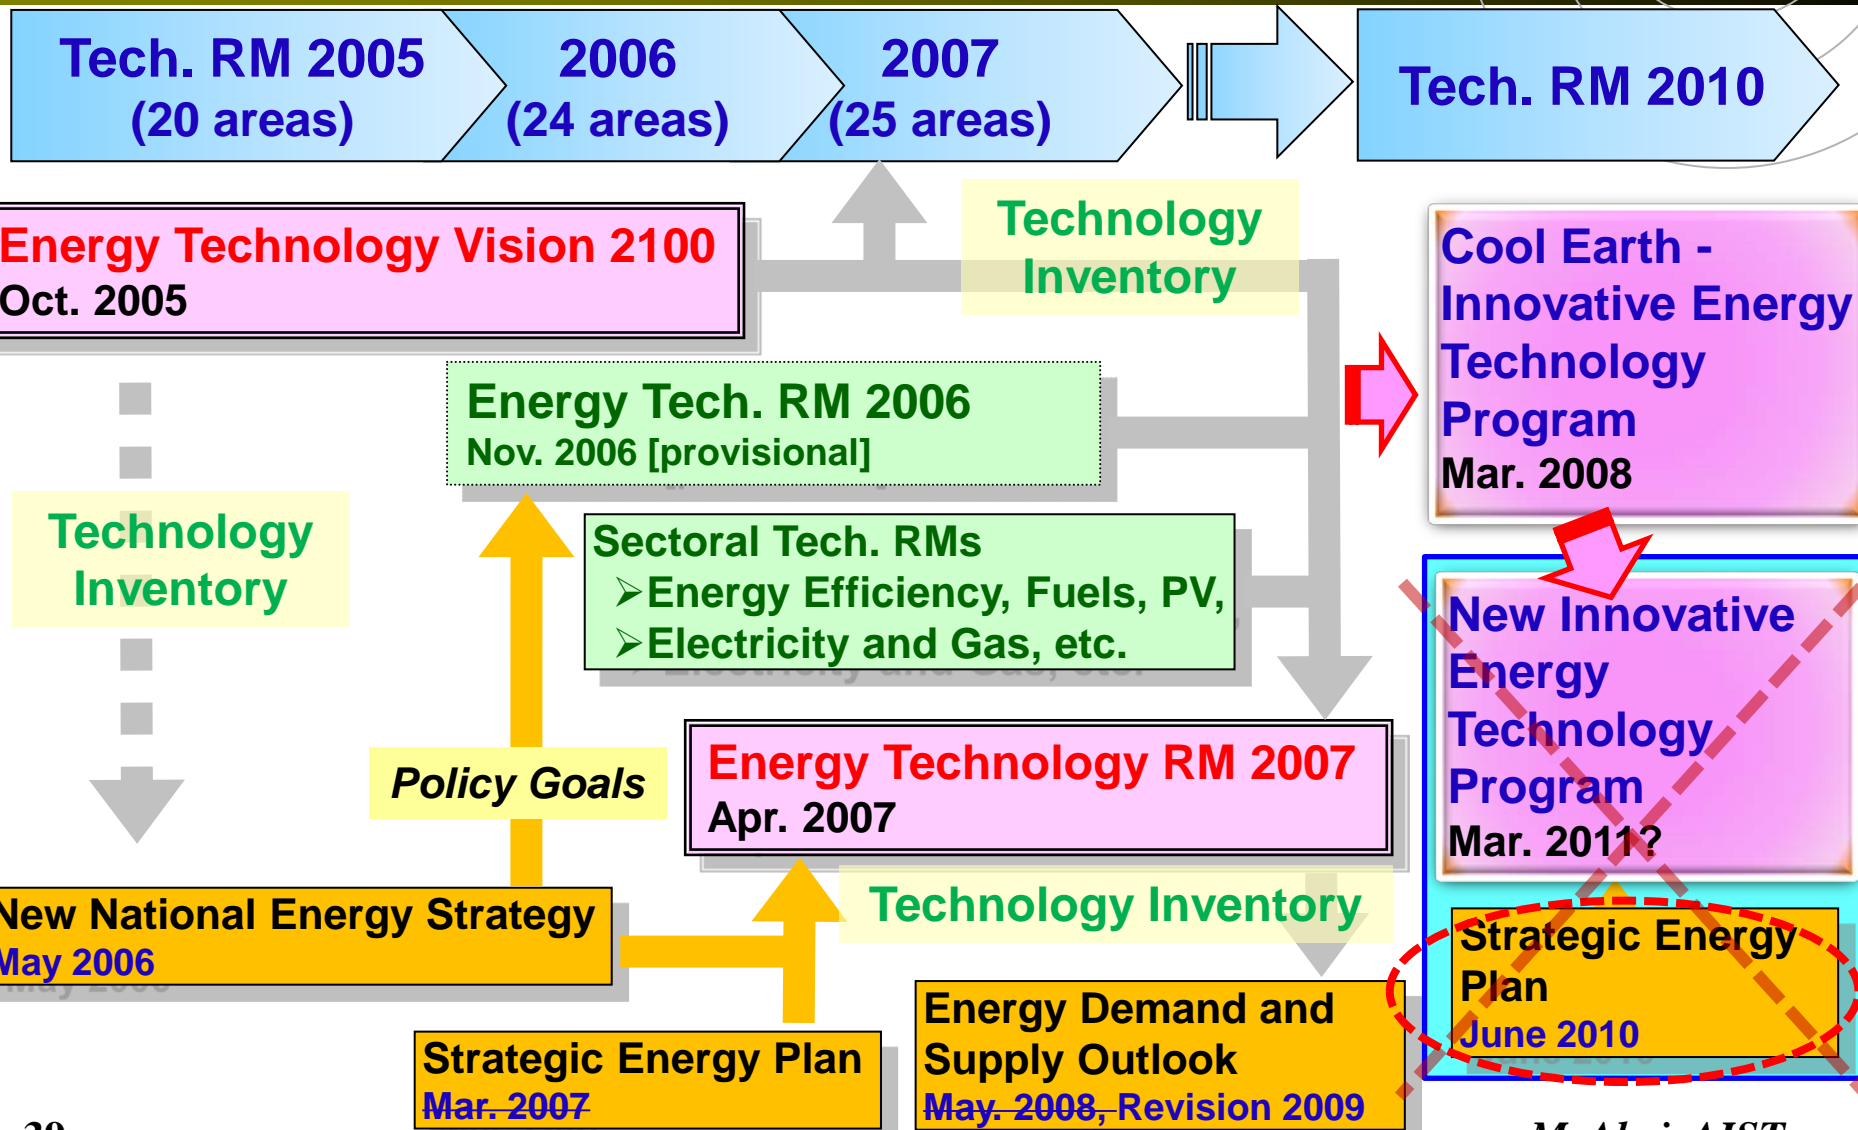 Tech. RM 2005
(20 areas)
2006
(24 areas)
2007
(25 areas)
Tech. RM 2010
Energy Technology Vision 2100
Oct. 2005
Technology
Inventory
Cool Earth -
Innovative Energy
Technology
Program
Mar. 2008
Energy Tech. RM 2006
Nov. 2006 [provisional]
Technology
Inventory
Sectoral Tech. RMs
➢Energy Efficiency, Fuels, PV,
➢Electricity and Gas, etc.
New Innovative
Energy
Technology
Program
Mar. 2011?
Policy Goals
Energy Technology RM 2007
Apr. 2007
Technology Inventory
New National Energy Strategy
May 2006
Strategic Energy
Plan
June 2010
Energy Demand and
Supply Outlook
May. 2008, Revision 2009
Strategic Energy Plan
Mar. 2007